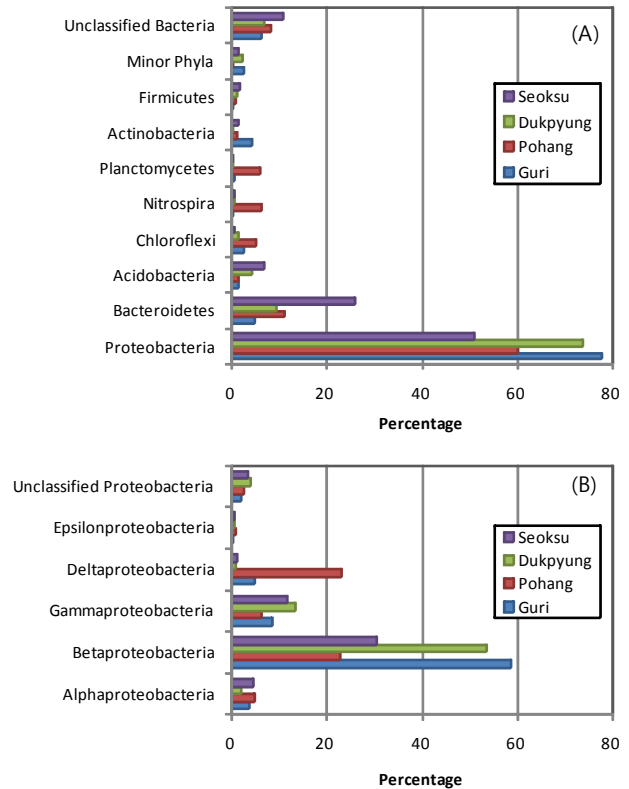 (A)
Unclassified Bacteria
Minor Phyla
Firmicutes
Actinobacteria
Planctomycetes
Nitrospira
Chloroflexi
Acidobacteria
Bacteroidetes
Proteobacteria
Seoksu
Dukpyung
Pohang
Guri
0 20 40 60 80
Percentage
(B)
Unclassified Proteobacteria
Epsilonproteobacteria
Deltaproteobacteria
Gammaproteobacteria
Betaproteobacteria
Alphaproteobacteria
Seoksu
Dukpyung
Pohang
Guri
0 20 40 60 80
Percentage